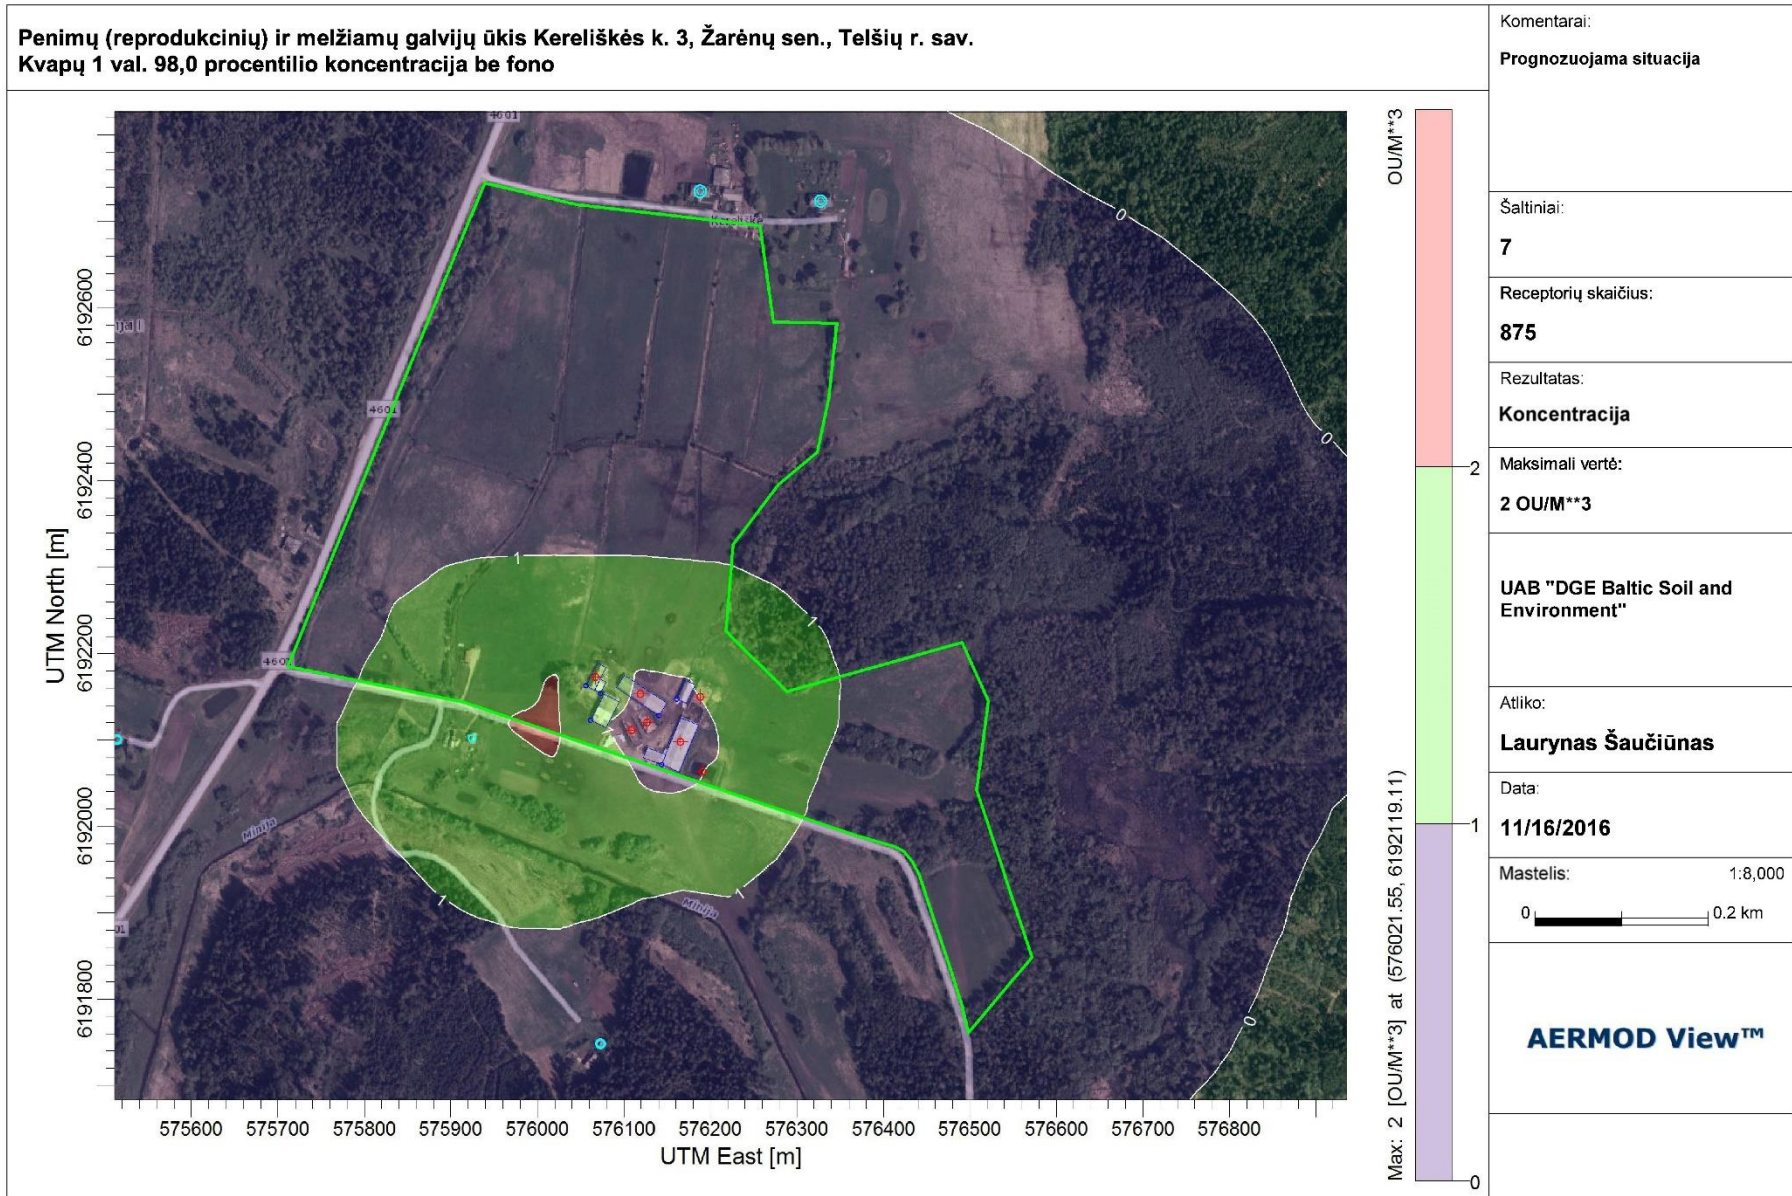 Penimų (reprodukcinių) ir melžiamų galvijų ūkis Kereliškės k. 3, Žarėnų sen., Telšių r. sav.
Kvapų 1 val. 98,0 procentilio koncentracija be fono
Komentarai:
Prognozuojama situacija
Šaltiniai:
7
Receptorių skaičius:
875
Rezultatas:
Koncentracija
Maksimali vertė:
2 OU/M**3
UAB "DGE Baltic Soil and
Environment"
Atliko:
Laurynas Šaučiūnas
Data:
11/16/2016
Mastelis:
1:8,000
0
0.2 km
AERMOD View™
OU/M**3
2
1
0
Max: 2 [OU/M**3] at (576021.55, 6192119.11)
UTM North [m]
6192600
6192400
6192200
6192000
6191800
575600 575700 575800 575900 576000 576100 576200 576300 576400 576500 576600 576700 576800
UTM East [m]
4601
4601
460
01
Minija
Minija
0
0
0
1
1
1
1